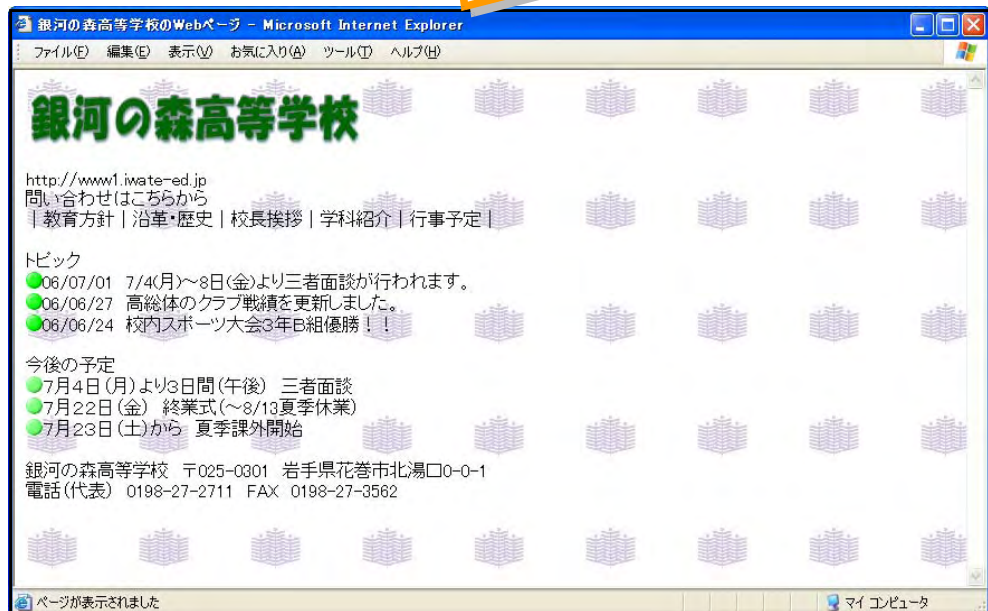 銀河の森高等学校のWebページ - Microsoft Internet Explorer
ファイル(F) 編集(E) 表示(V) お気に入り(A) ツール(T) ヘルプ(H)
銀河の森高等学校
http://www1.iwate-ed.jp
問い合わせはこちらから
|教育方針|沿革・歴史|校長挨拶|学科紹介|行事予定|
トピック
06/07/01 7/4(月)~8日(金)より三者面談が行われます。
06/06/27 高総体のクラブ戦績を更新しました。
06/06/24 校内スポーツ大会3年B組優勝!!
今後の予定
7月4日(月)より3日間(午後) 三者面談
7月22日(金) 終業式(~8/13夏季休業)
7月23日(土)から 夏季課外開始
銀河の森高等学校 〒025-0301 岩手県花巻市北湯口0-0-1
電話(代表) 0198-27-2711 FAX 0198-27-3562
ページが表示されました マイ コンピュータ